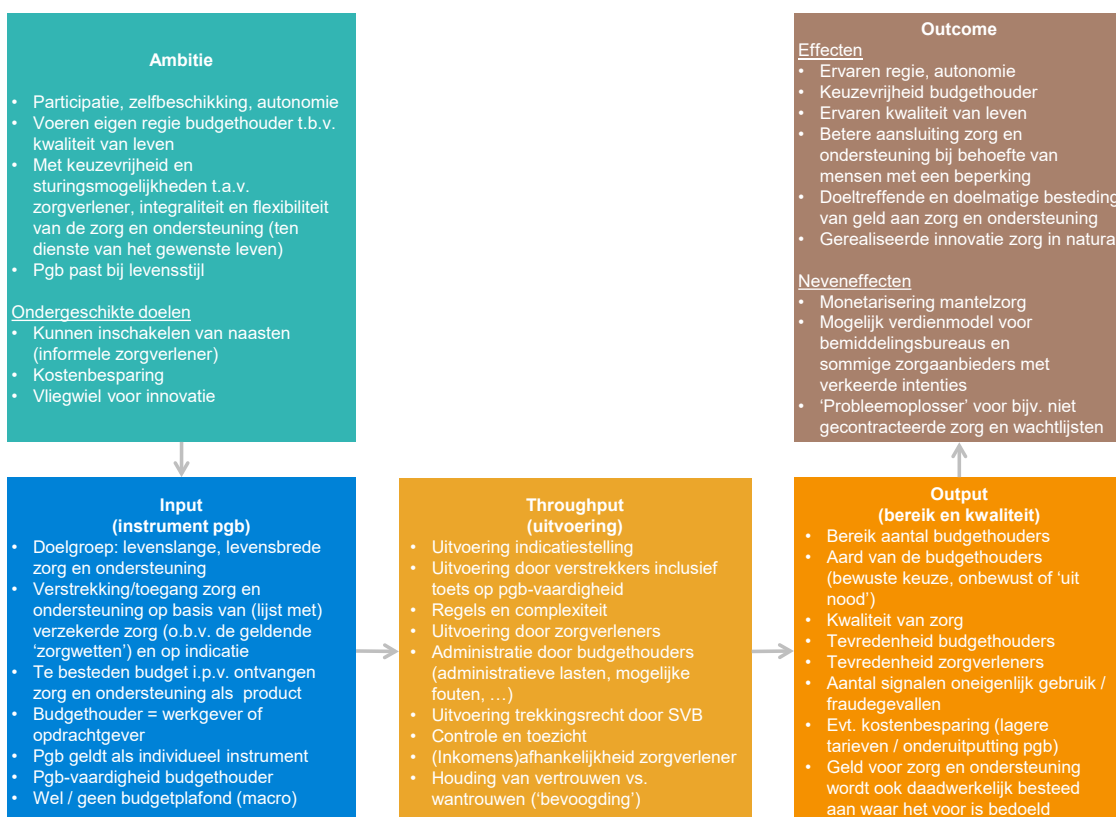 Ambitie
• Participatie, zelfbeschikking, autonomie
• Voeren eigen regie budgethouder t.b.v.
kwaliteit van leven
• Met keuzevrijheid en
sturingsmogelijkheden t.a.v.
zorgverlener, integraliteit en flexibiliteit
van de zorg en ondersteuning (ten
dienste van het gewenste leven)
• Pgb past bij levensstijl
Ondergeschikte doelen
• Kunnen inschakelen van naasten
(informele zorgverlener)
• Kostenbesparing
• Vliegwiel voor innovatie
Input
(instrument pgb)
• Doelgroep: levenslange, levensbrede
zorg en ondersteuning
• Verstrekking/toegang zorg en
ondersteuning op basis van (lijst met)
verzekerde zorg (o.b.v. de geldende
‘zorgwetten’) en op indicatie
• Te besteden budget i.p.v. ontvangen
zorg en ondersteuning als product
• Budgethouder = werkgever of
opdrachtgever
• Pgb geldt als individueel instrument
• Pgb-vaardigheid budgethouder
• Wel / geen budgetplafond (macro)
Throughput
(uitvoering)
• Uitvoering indicatiestelling
• Uitvoering door verstrekkers inclusief
toets op pgb-vaardigheid
• Regels en complexiteit
• Uitvoering door zorgverleners
• Administratie door budgethouders
(administratieve lasten, mogelijke
fouten, …)
• Uitvoering trekkingsrecht door SVB
• Controle en toezicht
• (Inkomens)afhankelijkheid zorgverlener
• Houding van vertrouwen vs.
wantrouwen (‘bevoogding’)
Output
(bereik en kwaliteit)
• Bereik aantal budgethouders
• Aard van de budgethouders
(bewuste keuze, onbewust of ‘uit
nood’)
• Kwaliteit van zorg
• Tevredenheid budgethouders
• Tevredenheid zorgverleners
• Aantal signalen oneigenlijk gebruik /
fraudegevallen
• Evt. kostenbesparing (lagere
tarieven / onderuitputting pgb)
• Geld voor zorg en ondersteuning
wordt ook daadwerkelijk besteed
aan waar het voor is bedoeld
Outcome
Effecten
• Ervaren regie, autonomie
• Keuzevrijheid budgethouder
• Ervaren kwaliteit van leven
• Betere aansluiting zorg en
ondersteuning bij behoefte van
mensen met een beperking
• Doeltreffende en doelmatige besteding
van geld aan zorg en ondersteuning
• Gerealiseerde innovatie zorg in natura
Neveneffecten
• Monetarisering mantelzorg
• Mogelijk verdienmodel voor
bemiddelingsbureaus en
sommige zorgaanbieders met
verkeerde intenties
• ‘Probleemoplosser’ voor bijv. niet
gecontracteerde zorg en wachtlijsten